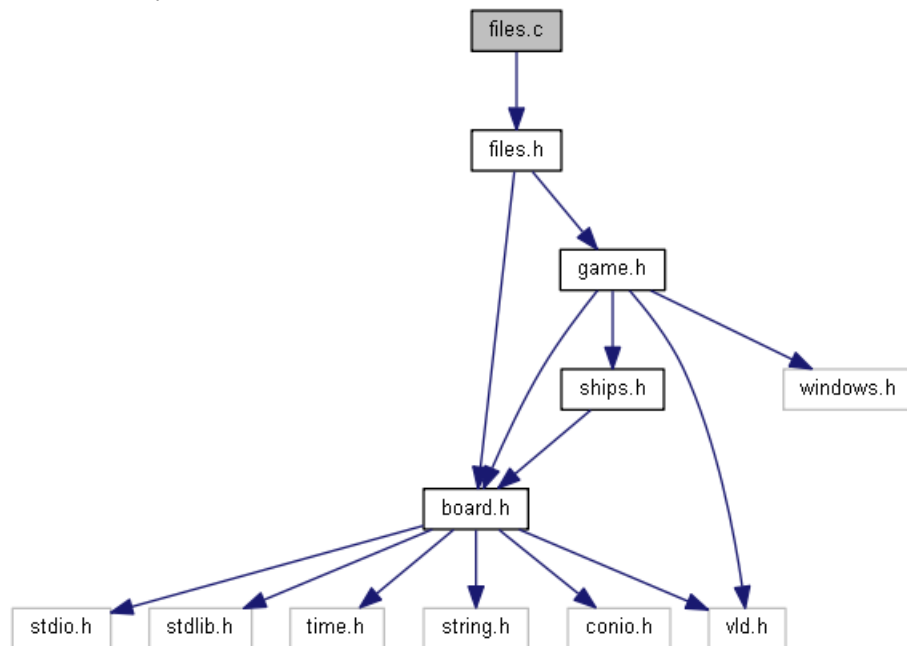 files.c
files.h
game.h
ships.h
windows.h
board.h
stdio.h
stdlib.h
time.h
string.h
conio.h
vld.h